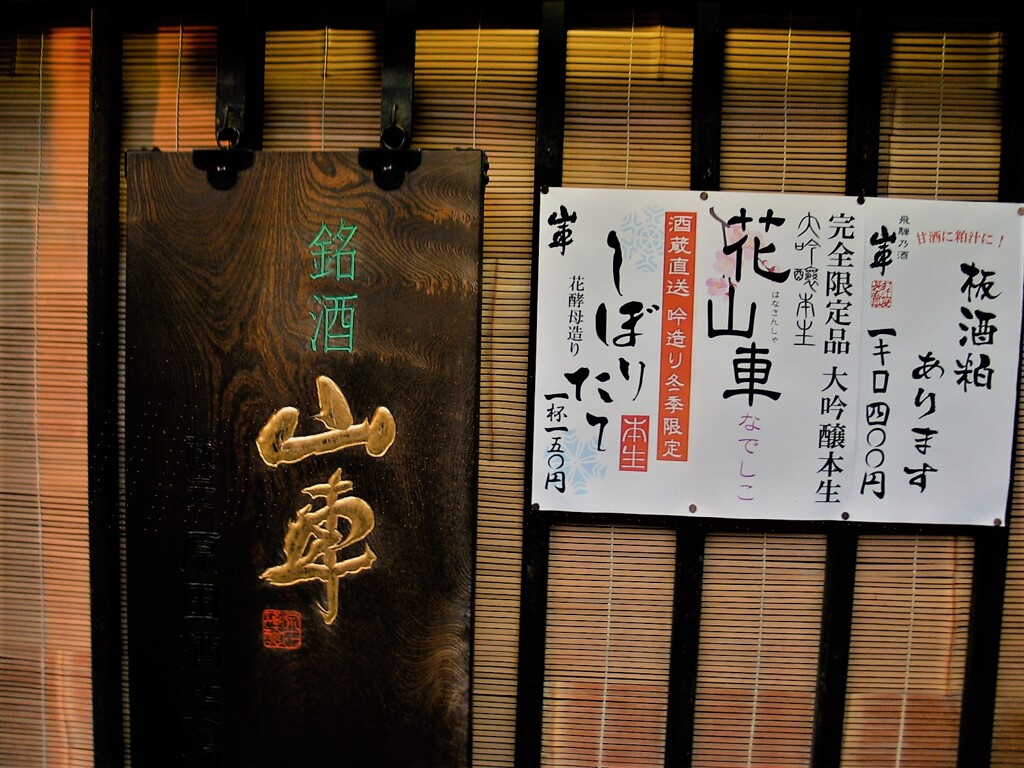 銘酒
山車
板酒粕
あります
甘酒に粕汁に！
飛騨乃酒
山車
一キロ四〇〇円
完全限定品 大吟醸本生
大吟醸本生
花山車
はなさんしゃ
なでしこ
酒蔵直送 吟造り冬季限定
しぼりたて
本生
山車
花酵母造り
一杯一五〇円